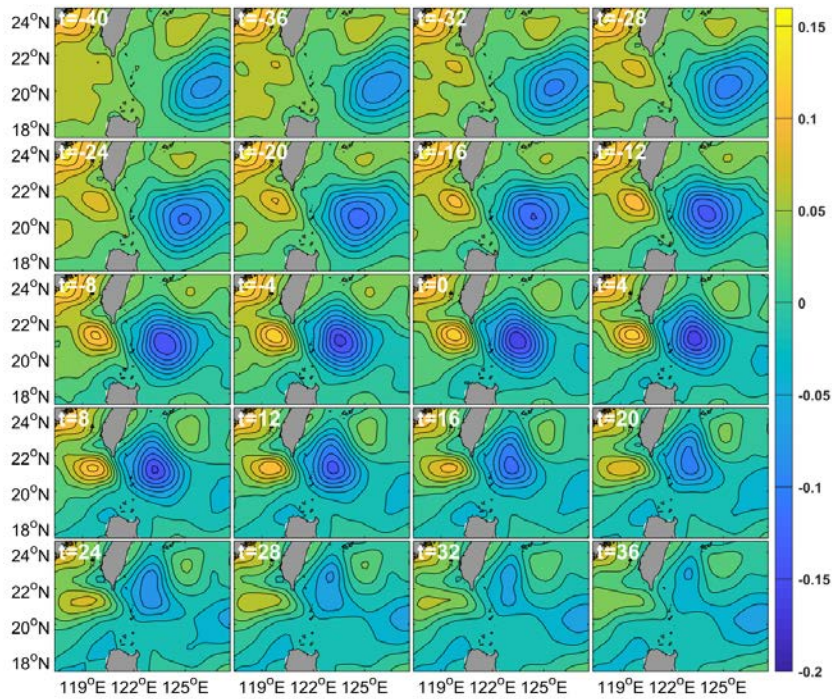 t=-40 t=-36 t=-32 t=-28 0.15
24°N
22°N
20°N
18°N
0.1
t=-24 t=-20 t=-16 t=-12
24°N
22°N
20°N
18°N
0.05
t=-8 t=-4 t=0 t=4
24°N
22°N
20°N
18°N
0
-0.05
t=8 t=12 t=16 t=20
24°N
22°N
20°N
18°N
-0.1
t=24 t=28 t=32 t=36
24°N
22°N
20°N
18°N
-0.15
-0.2
119°E 122°E 125°E 119°E 122°E 125°E 119°E 122°E 125°E 119°E 122°E 125°E